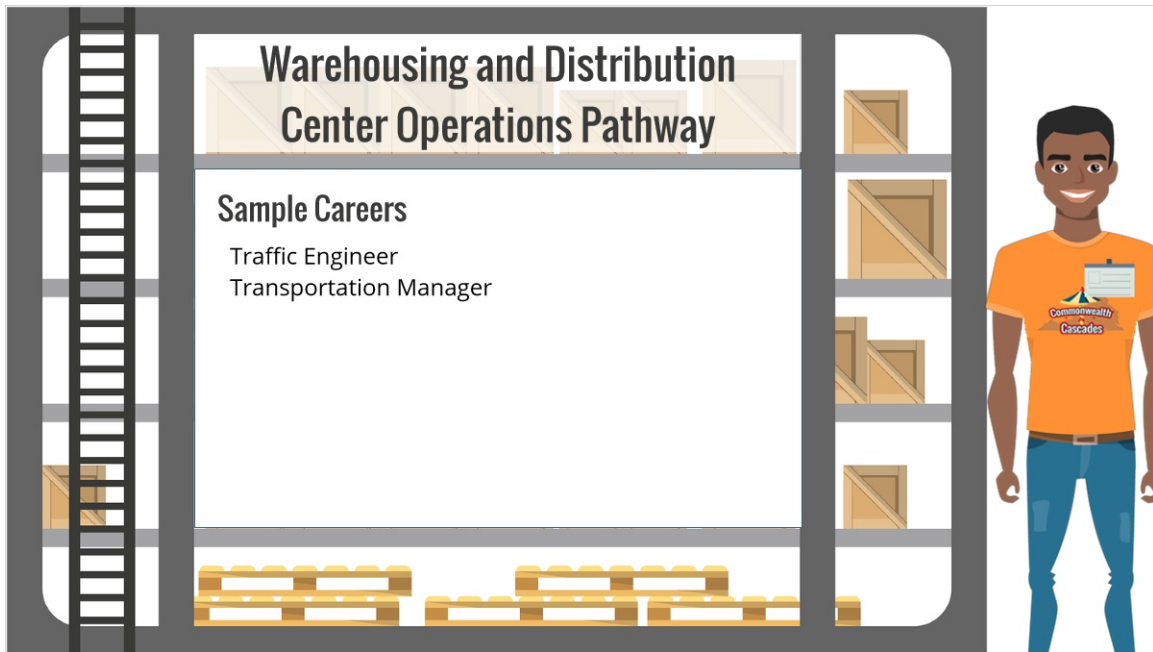 Warehousing and Distribution
Center Operations Pathway
Sample Careers
Traffic Engineer
Transportation Manager
Commonwealth
Cascades